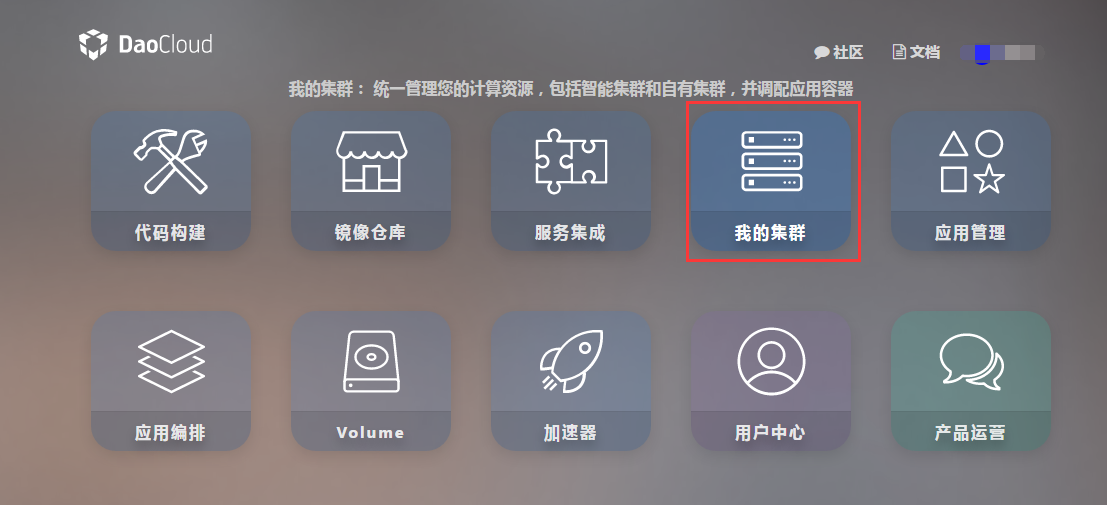 DaoCloud
社区 文档
我的集群： 统一管理您的计算资源，包括智能集群和自有集群，并调配应用容器
代码构建 镜像仓库 服务集成 我的集群 应用管理
应用编排 Volume 加速器 用户中心 产品运营